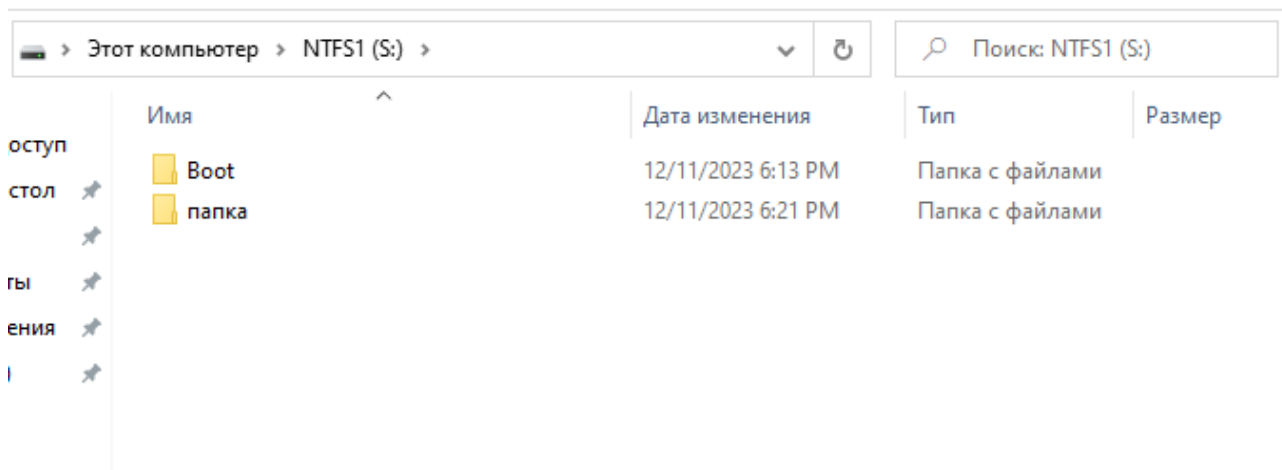 Этот компьютер > NTFS1 (S:) >
Поиск: NTFS1 (S:)
Имя Дата изменения Тип Размер
оступ
стол
Boot 12/11/2023 6:13 PM Папка с файлами
папка 12/11/2023 6:21 PM Папка с файлами
ты
ения